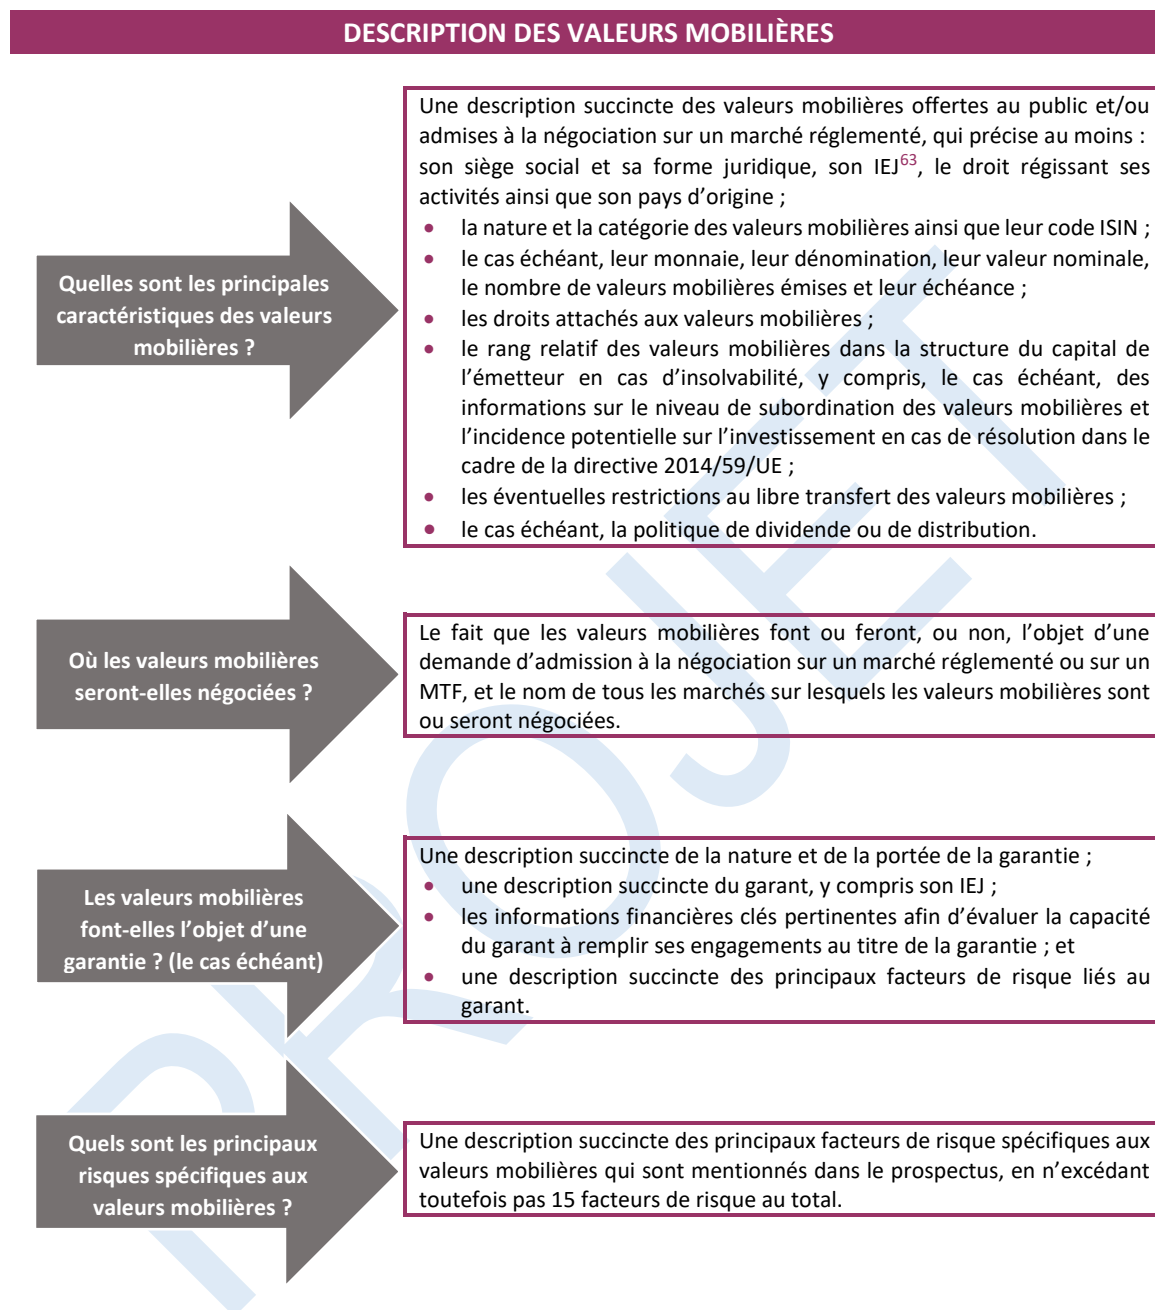 DESCRIPTION DES VALEURS MOBILIÈRES
Quelles sont les principales
caractéristiques des valeurs
mobilières ?
Une description succincte des valeurs mobilières offertes au public et/ou
admises à la négociation sur un marché réglementé, qui précise au moins :
son siège social et sa forme juridique, son IEJ63, le droit régissant ses
activités ainsi que son pays d’origine ;
• la nature et la catégorie des valeurs mobilières ainsi que leur code ISIN ;
• le cas échéant, leur monnaie, leur dénomination, leur valeur nominale,
le nombre de valeurs mobilières émises et leur échéance ;
• les droits attachés aux valeurs mobilières ;
• le rang relatif des valeurs mobilières dans la structure du capital de
l’émetteur en cas d’insolvabilité, y compris, le cas échéant, des
informations sur le niveau de subordination des valeurs mobilières et
l’incidence potentielle sur l’investissement en cas de résolution dans le
cadre de la directive 2014/59/UE ;
• les éventuelles restrictions au libre transfert des valeurs mobilières ;
• le cas échéant, la politique de dividende ou de distribution.
Où les valeurs mobilières
seront-elles négociées ?
Le fait que les valeurs mobilières font ou feront, ou non, l’objet d’une
demande d’admission à la négociation sur un marché réglementé ou sur un
MTF, et le nom de tous les marchés sur lesquels les valeurs mobilières sont
ou seront négociées.
Les valeurs mobilières
font-elles l’objet d’une
garantie ? (le cas échéant)
Une description succincte de la nature et de la portée de la garantie ;
• une description succincte du garant, y compris son IEJ ;
• les informations financières clés pertinentes afin d’évaluer la capacité
du garant à remplir ses engagements au titre de la garantie ; et
• une description succincte des principaux facteurs de risque liés au
garant.
Quels sont les principaux
risques spécifiques aux
valeurs mobilières ?
Une description succincte des principaux facteurs de risque spécifiques aux
valeurs mobilières qui sont mentionnés dans le prospectus, en n’excédant
toutefois pas 15 facteurs de risque au total.
PROJET